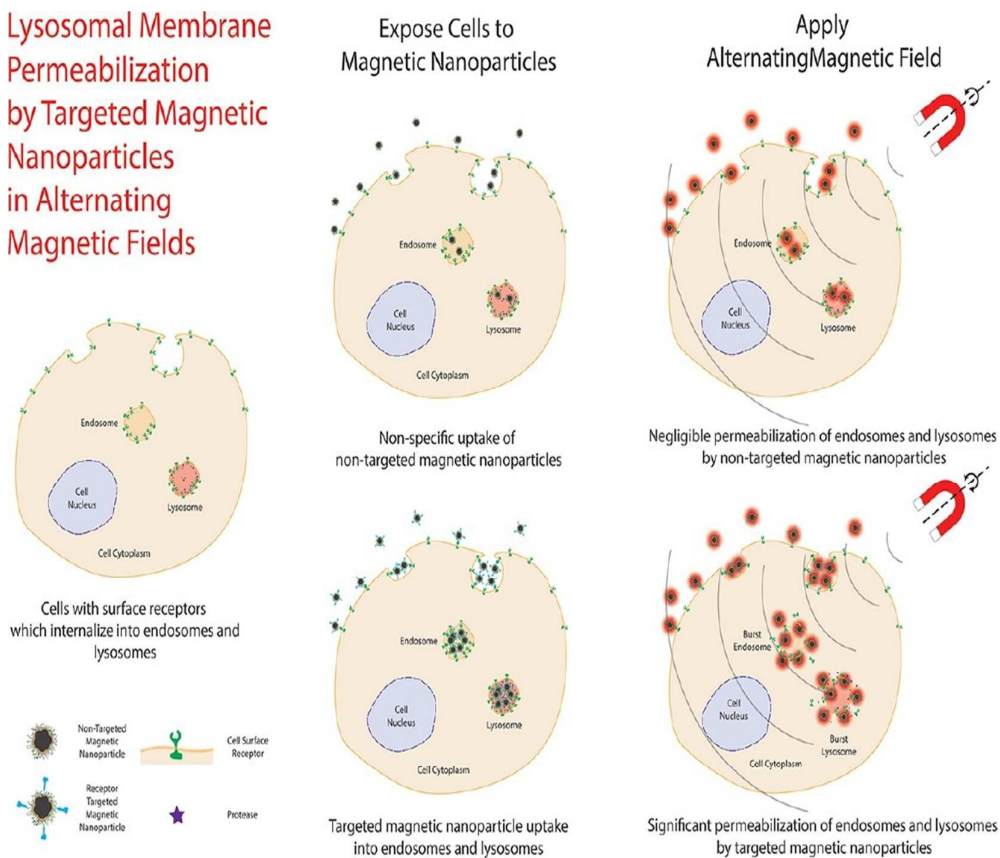 Lysosomal Membrane
Permeabilization
by Targeted Magnetic
Nanoparticles
in Alternating
Magnetic Fields
Endosome
Cell
Nucleus
Lysosome
Cell Cytoplasm
Cells with surface receptors
which internalize into endosomes and
lysosomes
Non-Targeted
Magnetic
Nanoparticle
Cell Surface
Receptor
Receptor
Targeted
Magnetic
Nanoparticle
Protease
Expose Cells to
Magnetic Nanoparticles
Endosome
Cell
Nucleus
Lysosome
Cell Cytoplasm
Non-specific uptake of
non-targeted magnetic nanoparticles
Endosome
Cell
Nucleus
Lysosome
Cell Cytoplasm
Targeted magnetic nanoparticle uptake
into endosomes and lysosomes
Apply
AlternatingMagnetic Field
Endosome
Cell
Nucleus
Lysosome
Cell Cytoplasm
Negligible permeabilization of endosomes and lysosomes
by non-targeted magnetic nanoparticles
Burst
Endosome
Cell
Nucleus
Burst
Lysosome
Cell Cytoplasm
Significant permeabilization of endosomes and lysosomes
by targeted magnetic nanoparticles